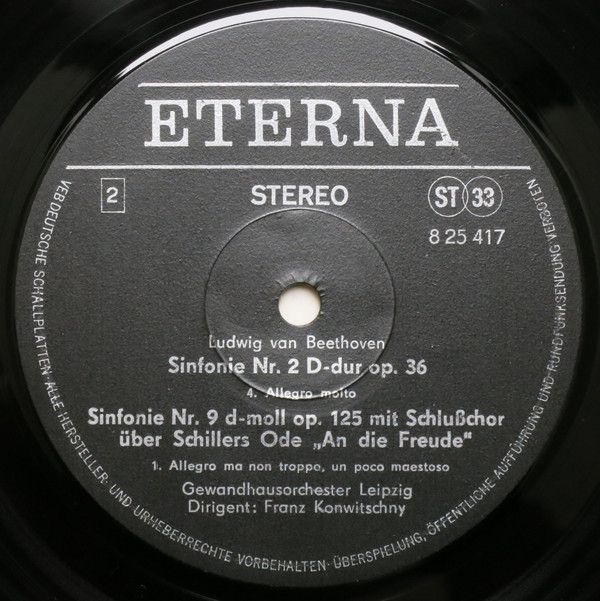 ETERNA
2
STEREO
ST 33
8 25 417
Ludwig van Beethoven
Sinfonie Nr. 2 D-dur op. 36
4. Allegro molto
Sinfonie Nr. 9 d-moll op. 125 mit Schlußchor
über Schillers Ode „An die Freude"
1. Allegro ma non troppo, un poco maestoso
Gewandhausorchester Leipzig
Dirigent: Franz Konwitschny
VEB DEUTSCHE SCHALLPLATTEN · ALLE HERSTELLER- UND URHEBERRECHTE VORBEHALTEN · ÜBERSPIELUNG, ÖFFENTLICHE AUFFÜHRUNG UND RUNDFUNKSENDUNG VERBOTEN